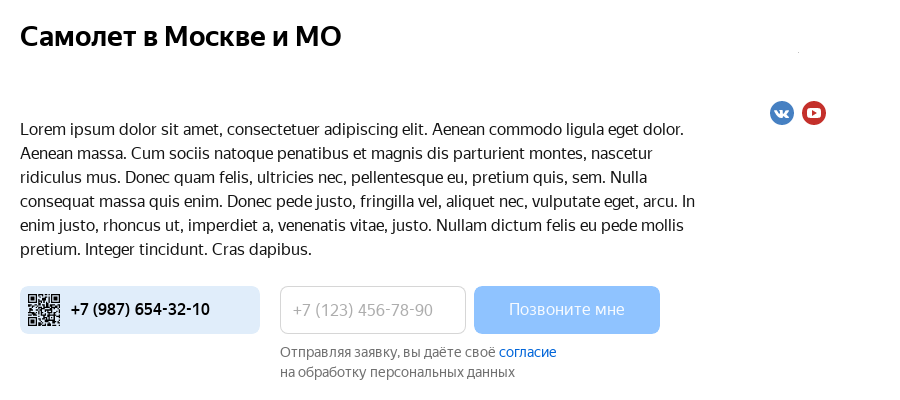 Самолет в Москве и МО
Lorem ipsum dolor sit amet, consectetuer adipiscing elit. Aenean commodo ligula eget dolor.
Aenean massa. Cum sociis natoque penatibus et magnis dis parturient montes, nascetur
ridiculus mus. Donec quam felis, ultricies nec, pellentesque eu, pretium quis, sem. Nulla
consequat massa quis enim. Donec pede justo, fringilla vel, aliquet nec, vulputate eget, arcu. In
enim justo, rhoncus ut, imperdiet a, venenatis vitae, justo. Nullam dictum felis eu pede mollis
pretium. Integer tincidunt. Cras dapibus.
+7 (987) 654-32-10
+7 (123) 456-78-90
Позвоните мне
Отправляя заявку, вы даёте своё согласие
на обработку персональных данных